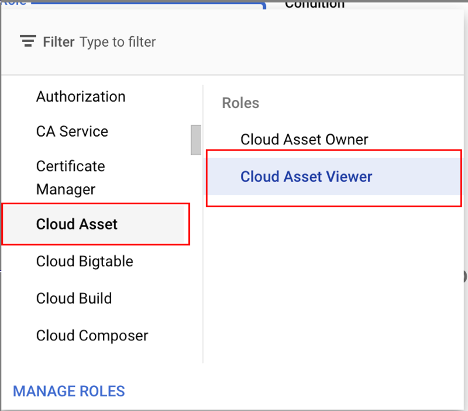 Role
Condition
Filter Type to filter
Authorization
CA Service
Certificate
Manager
Cloud Asset
Cloud Bigtable
Cloud Build
Cloud Composer
Roles
Cloud Asset Owner
Cloud Asset Viewer
MANAGE ROLES